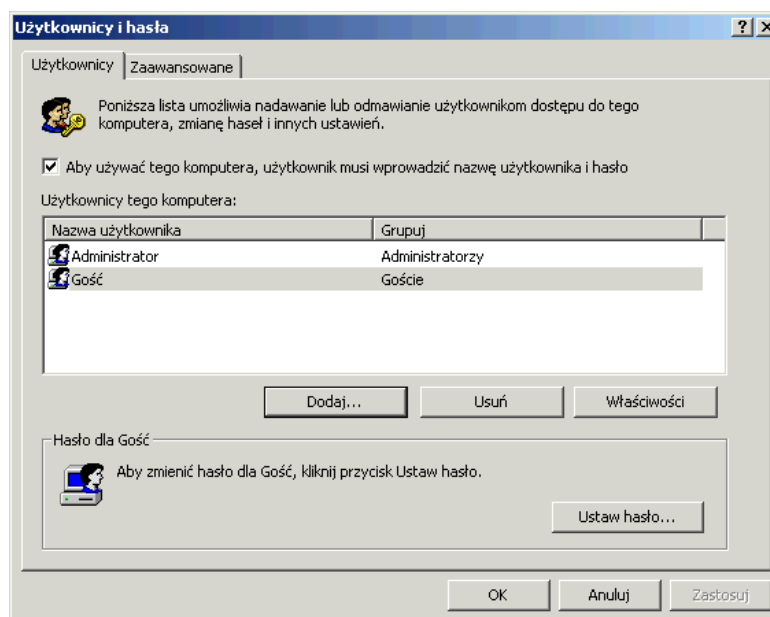 Użytkownicy i hasła
Użytkownicy Zaawansowane
Poniższa lista umożliwia nadawanie lub odmawianie użytkownikom dostępu do tego
komputera, zmianę haseł i innych ustawień.
Aby używać tego komputera, użytkownik musi wprowadzić nazwę użytkownika i hasło
Użytkownicy tego komputera:
Nazwa użytkownika Grupuj
Administrator Administratorzy
Gość Goście
Dodaj... Usuń Właściwości
Hasło dla Gość
Aby zmienić hasło dla Gość, kliknij przycisk Ustaw hasło.
Ustaw hasło...
OK Anuluj Zastosuj